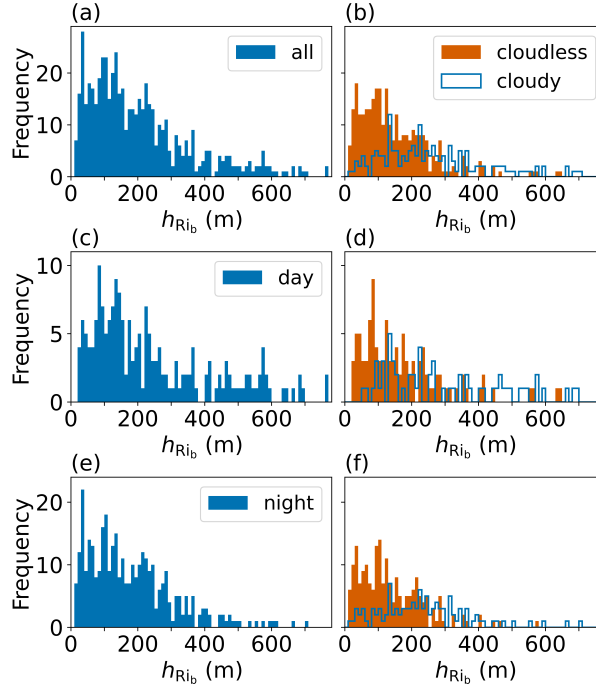 (a) (b)
Frequency
20
10
0
all
cloudless
cloudy
0 200 400 600
0 200 400 600
h_Ri_b (m)
h_Ri_b (m)
(c) (d)
Frequency
10
5
0
day
0 200 400 600
0 200 400 600
h_Ri_b (m)
h_Ri_b (m)
(e) (f)
Frequency
20
10
0
night
0 200 400 600
0 200 400 600
h_Ri_b (m)
h_Ri_b (m)